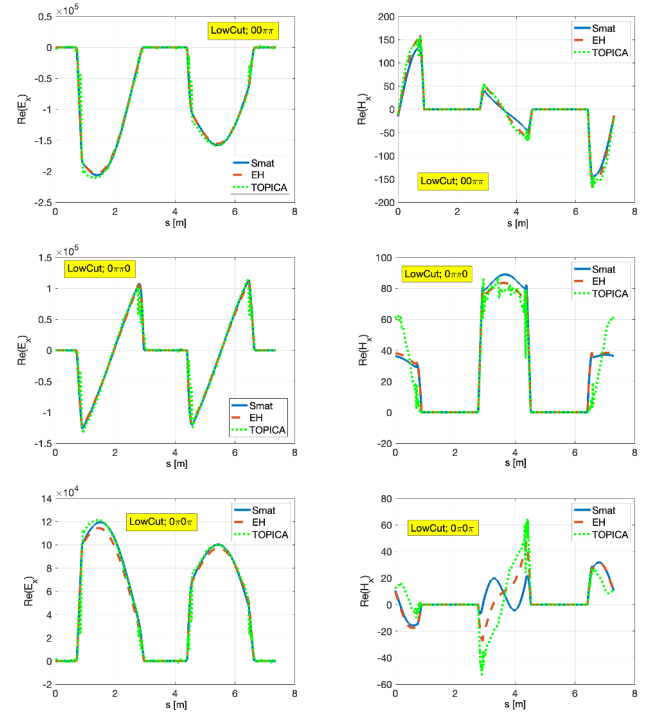 × 10^5
0.5
0
-0.5
-1
-1.5
-2
-2.5
0 2 4 6 8
s [m]
Re(E_x)
LowCut; 00ππ
Smat
EH
TOPICA
200
150
100
50
0
-50
-100
-150
200
0 2 4 6 8
s [m]
Re(H_x)
LowCut; 00ππ
Smat
EH
TOPICA
× 10^5
1.5
1
0.5
0
-0.5
-1
-1.5
0 2 4 6 8
s [m]
Re(E_x)
LowCut; 0ππ0
Smat
EH
TOPICA
100
80
60
40
20
0
-20
0 2 4 6 8
s [m]
Re(H_x)
LowCut; 0ππ0
Smat
EH
TOPICA
× 10^4
14
12
10
8
6
4
2
0
-2
0 2 4 6 8
s [m]
Re(E_x)
LowCut; 0π0π
Smat
EH
TOPICA
80
60
40
20
0
-20
-40
-60
0 2 4 6 8
s [m]
Re(H_x)
LowCut; 0π0π
Smat
EH
TOPICA